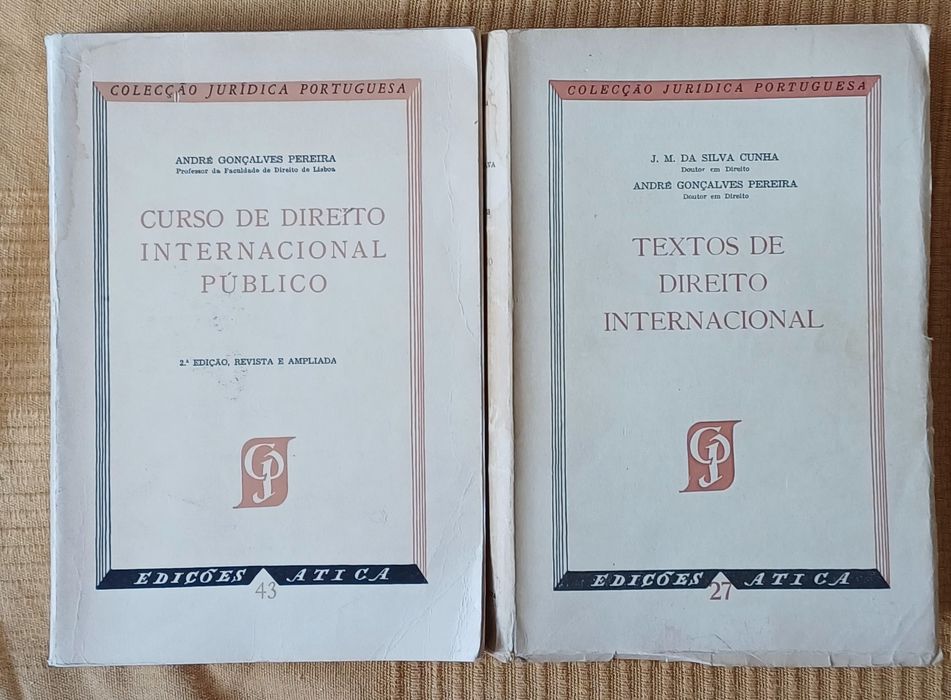 COLECÇÃO JURÍDICA PORTUGUESA
ANDRÉ GONÇALVES PEREIRA
Professor da Faculdade de Direito de Lisboa
CURSO DE DIREITO
INTERNACIONAL
PÚBLICO
2.ª EDIÇÃO, REVISTA E AMPLIADA
CPJ
EDIÇÕES ATICA
43
COLECÇÃO JURÍDICA PORTUGUESA
J. M. DA SILVA CUNHA
Doutor em Direito
ANDRÉ GONÇALVES PEREIRA
Doutor em Direito
TEXTOS DE
DIREITO
INTERNACIONAL
CPJ
EDIÇÕES ATICA
27